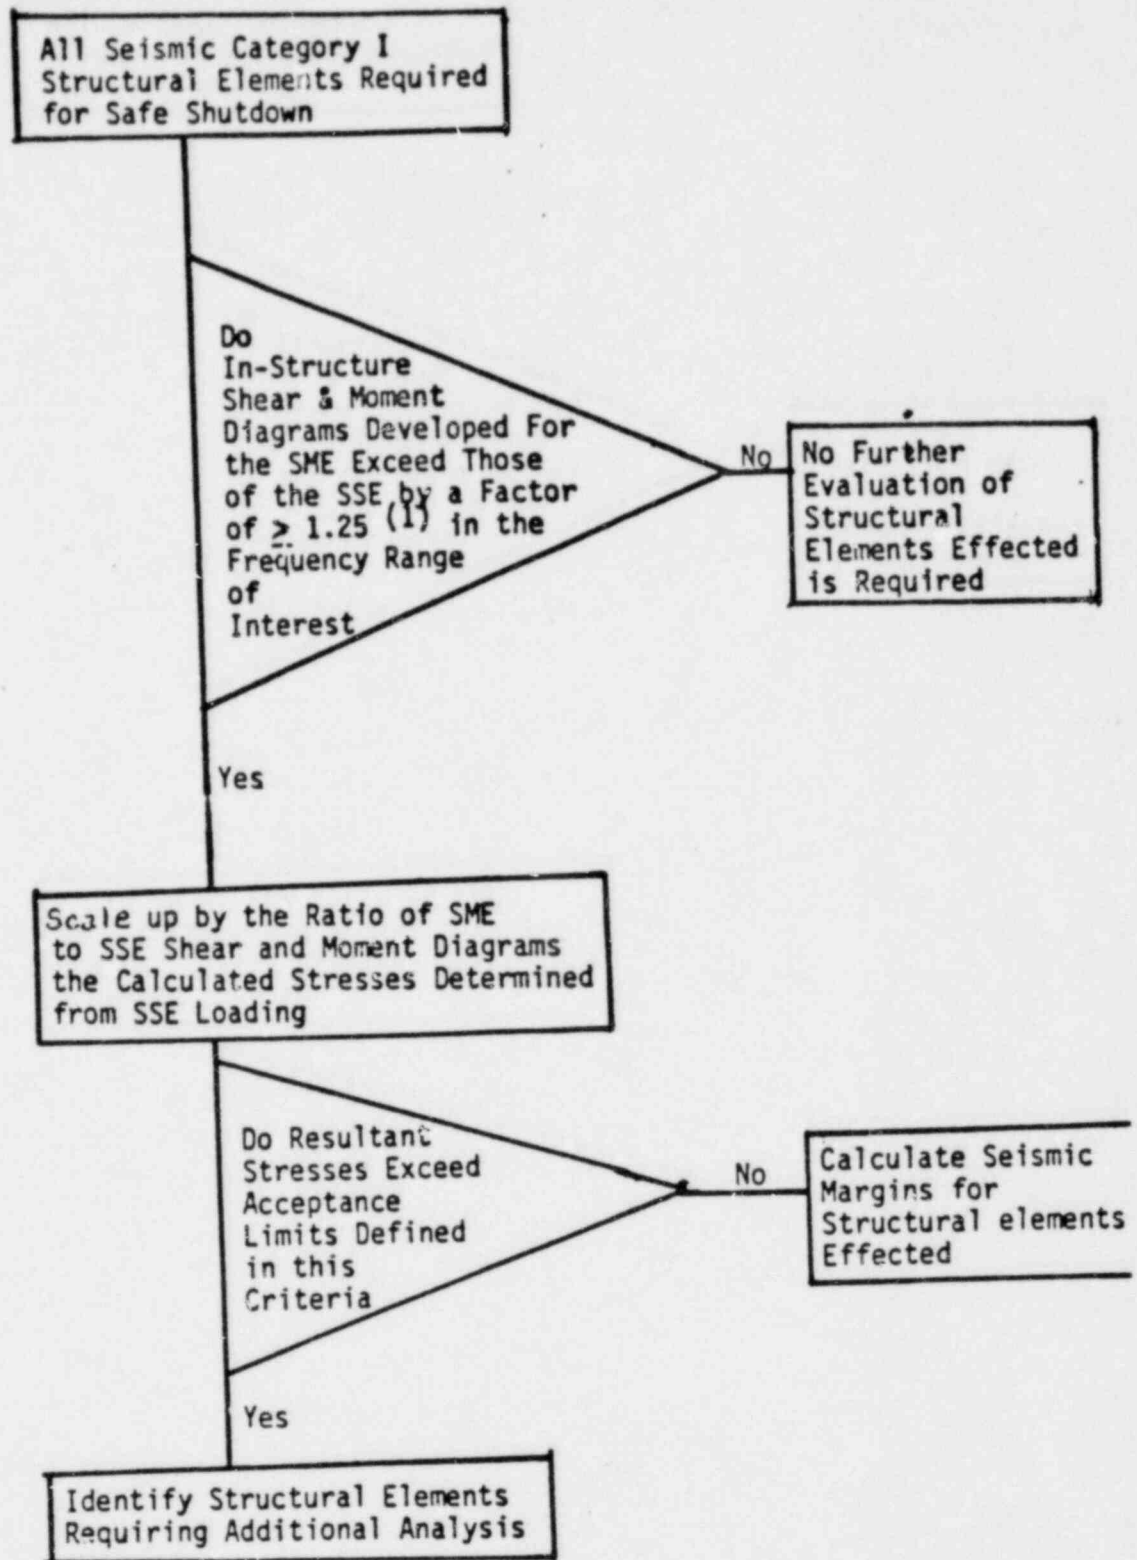 All Seismic Category I
Structural Elements Required
for Safe Shutdown
Do
In-Structure
Shear & Moment
Diagrams Developed For
the SME Exceed Those
of the SSE by a Factor
of ≥ 1.25 (1) in the
Frequency Range
of
Interest
No
No Further
Evaluation of
Structural
Elements Effected
is Required
Yes
Scale up by the Ratio of SME
to SSE Shear and Moment Diagrams
the Calculated Stresses Determined
from SSE Loading
Do Resultant
Stresses Exceed
Acceptance
Limits Defined
in this
Criteria
No
Calculate Seismic
Margins for
Structural elements
Effected
Yes
Identify Structural Elements
Requiring Additional Analysis